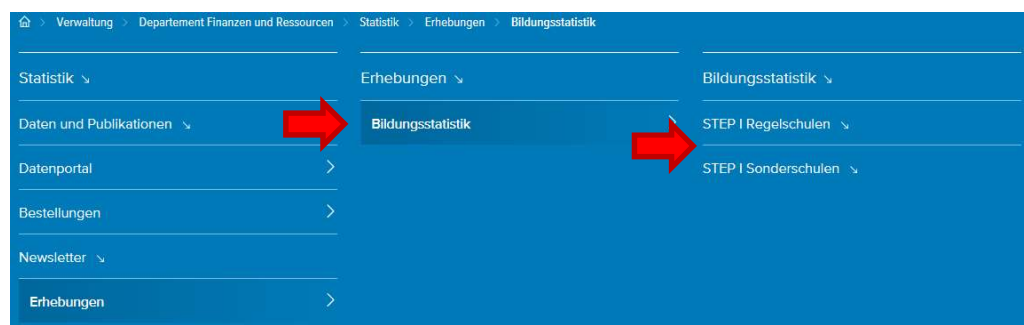 Verwaltung > Departement Finanzen und Ressourcen > Statistik > Erhebungen > Bildungsstatistik
Statistik ↘
Daten und Publikationen ↘
Datenportal >
Bestellungen >
Newsletter ↘
Erhebungen >
Erhebungen ↘
Bildungsstatistik >
Bildungsstatistik ↘
STEP I Regelschulen ↘
STEP I Sonderschulen ↘